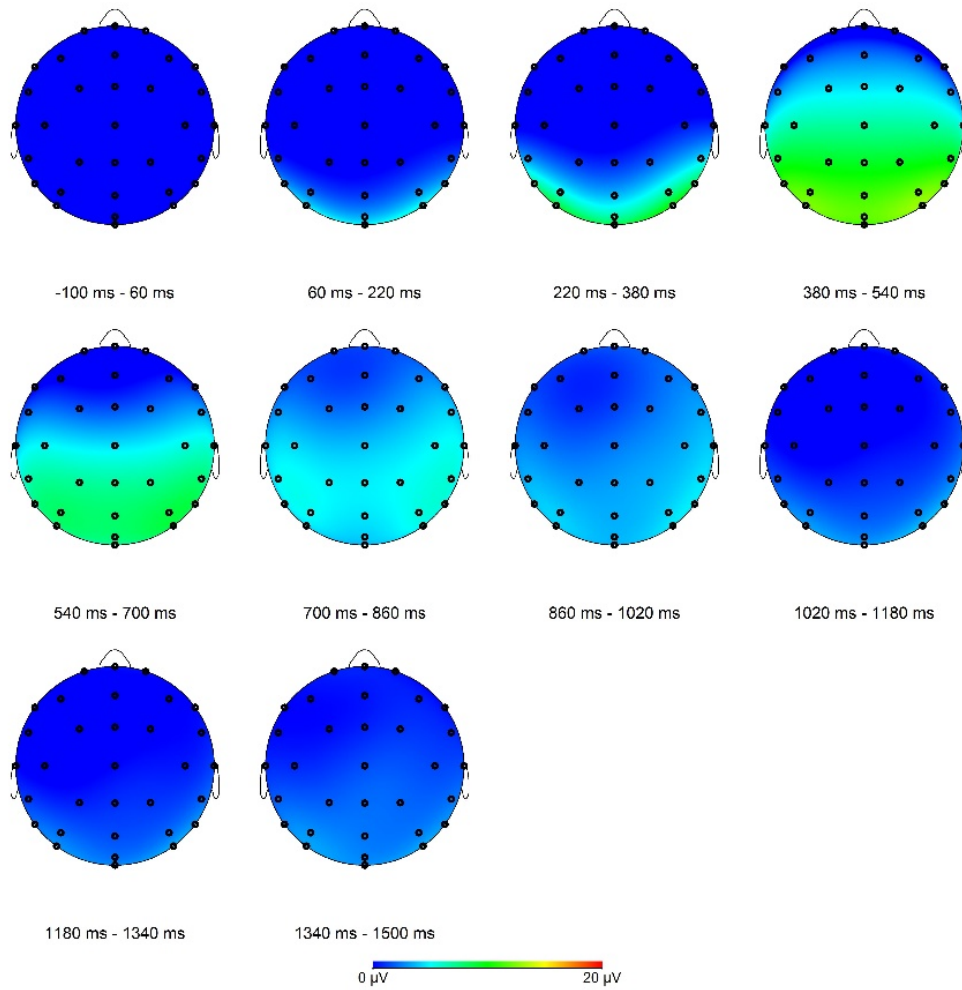 -100 ms - 60 ms
60 ms - 220 ms
220 ms - 380 ms
380 ms - 540 ms
540 ms - 700 ms
700 ms - 860 ms
860 ms - 1020 ms
1020 ms - 1180 ms
1180 ms - 1340 ms
1340 ms - 1500 ms
0 µV
20 µV